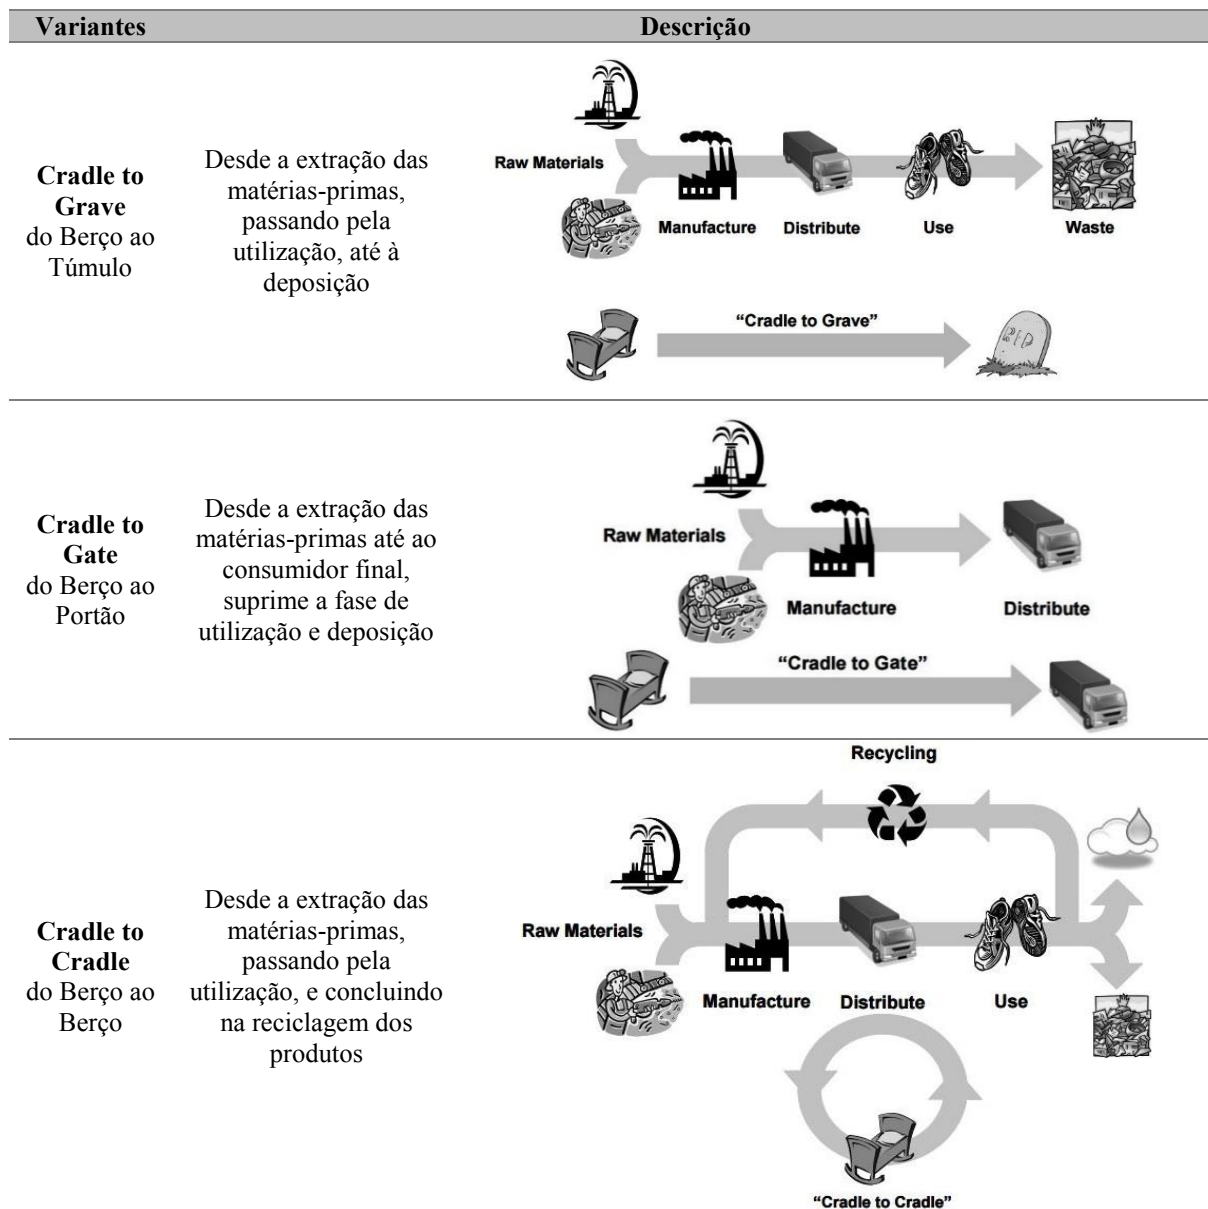 Variantes
Descrição
Cradle to
Grave
do Berço ao
Túmulo
Desde a extração das
matérias-primas,
passando pela
utilização, até à
deposição
Raw Materials
Manufacture
Distribute
Use
Waste
“Cradle to Grave”
RIP
Cradle to
Gate
do Berço ao
Portão
Desde a extração das
matérias-primas até ao
consumidor final,
suprime a fase de
utilização e deposição
Raw Materials
Manufacture
Distribute
“Cradle to Gate”
Cradle to
Cradle
do Berço ao
Berço
Desde a extração das
matérias-primas,
passando pela
utilização, e concluindo
na reciclagem dos
produtos
Recycling
Raw Materials
Manufacture
Distribute
Use
“Cradle to Cradle”